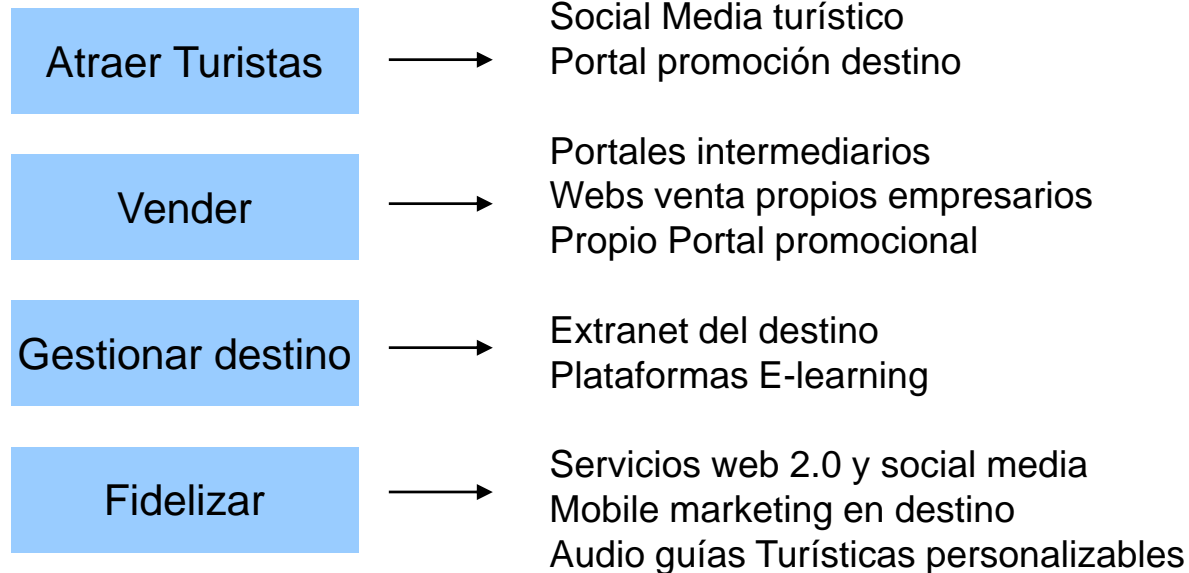 Atraer Turistas
Social Media turístico
Portal promoción destino
Vender
Portales intermediarios
Webs venta propios empresarios
Propio Portal promocional
Gestionar destino
Extranet del destino
Plataformas E-learning
Fidelizar
Servicios web 2.0 y social media
Mobile marketing en destino
Audio guías Turísticas personalizables